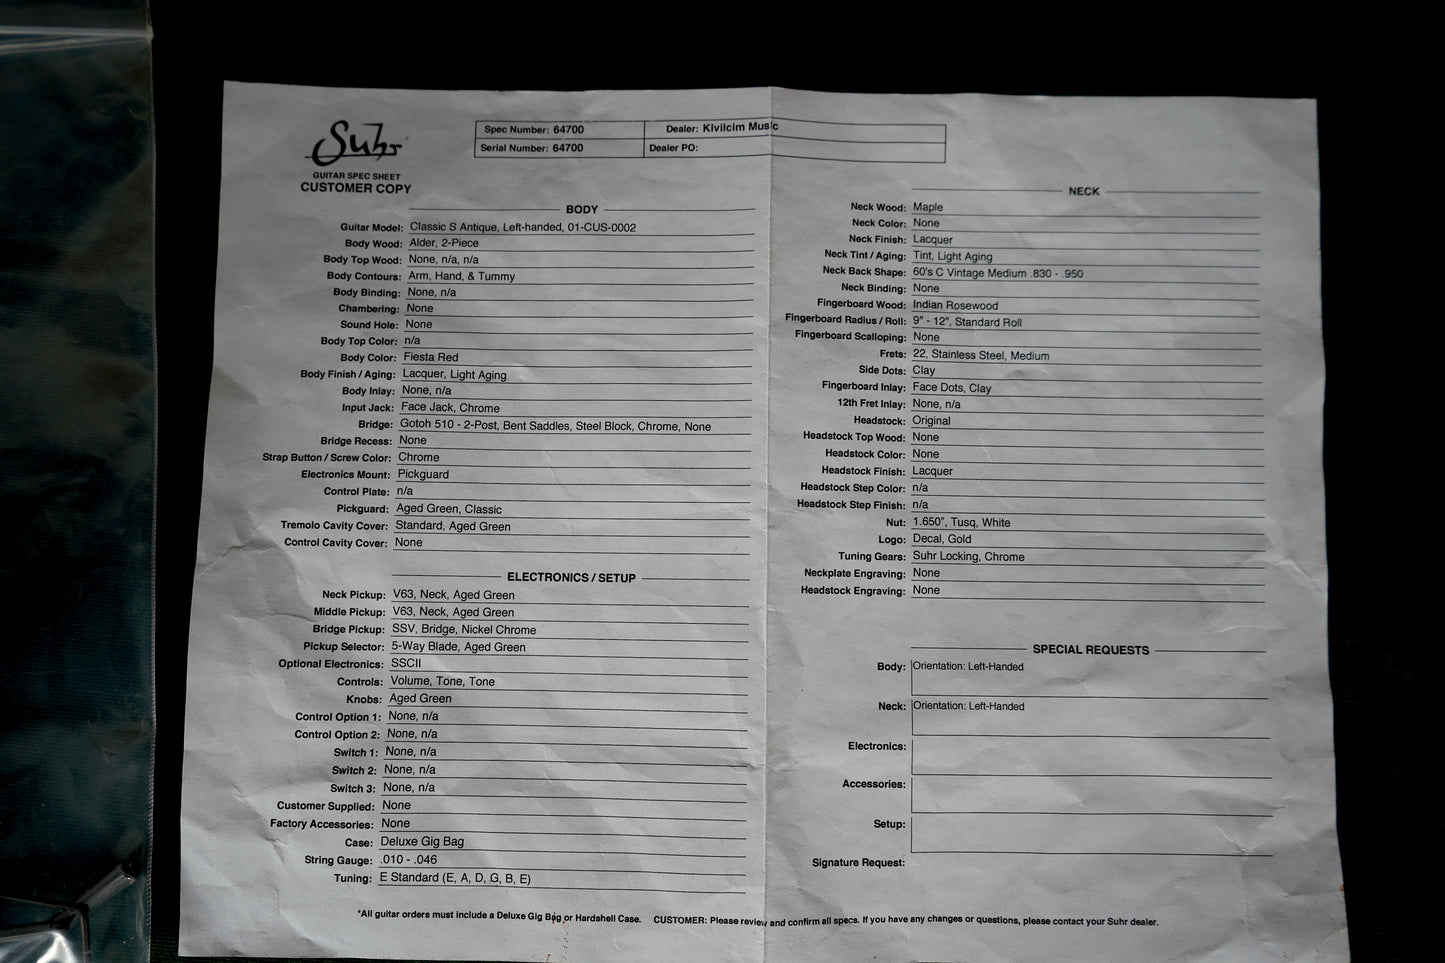 Suhr
GUITAR SPEC SHEET
CUSTOMER COPY
Spec Number: 64700 Dealer: Kivilcim Music
Serial Number: 64700 Dealer PO:
BODY
Guitar Model: Classic S Antique, Left-handed, 01-CUS-0002
Body Wood: Alder, 2-Piece
Body Top Wood: None, n/a, n/a
Body Contours: Arm, Hand, & Tummy
Body Binding: None, n/a
Chambering: None
Sound Hole: None
Body Top Color: n/a
Body Color: Fiesta Red
Body Finish / Aging: Lacquer, Light Aging
Body Inlay: None, n/a
Input Jack: Face Jack, Chrome
Bridge: Gotoh 510 - 2-Post, Bent Saddles, Steel Block, Chrome, None
Bridge Recess: None
Strap Button / Screw Color: Chrome
Electronics Mount: Pickguard
Control Plate: n/a
Pickguard: Aged Green, Classic
Tremolo Cavity Cover: Standard, Aged Green
Control Cavity Cover: None
ELECTRONICS / SETUP
Neck Pickup: V63, Neck, Aged Green
Middle Pickup: V63, Neck, Aged Green
Bridge Pickup: SSV, Bridge, Nickel Chrome
Pickup Selector: 5-Way Blade, Aged Green
Optional Electronics: SSCII
Controls: Volume, Tone, Tone
Knobs: Aged Green
Control Option 1: None, n/a
Control Option 2: None, n/a
Switch 1: None, n/a
Switch 2: None, n/a
Switch 3: None, n/a
Customer Supplied: None
Factory Accessories: None
Case: Deluxe Gig Bag
String Gauge: .010 - .046
Tuning: E Standard (E, A, D, G, B, E)
NECK
Neck Wood: Maple
Neck Color: None
Neck Finish: Lacquer
Neck Tint / Aging: Tint, Light Aging
Neck Back Shape: 60's C Vintage Medium .830 - .950
Neck Binding: None
Fingerboard Wood: Indian Rosewood
Fingerboard Radius / Roll: 9" - 12", Standard Roll
Fingerboard Scalloping: None
Frets: 22, Stainless Steel, Medium
Side Dots: Clay
Fingerboard Inlay: Face Dots, Clay
12th Fret Inlay: None, n/a
Headstock: Original
Headstock Top Wood: None
Headstock Color: None
Headstock Finish: Lacquer
Headstock Step Color: n/a
Headstock Step Finish: n/a
Nut: 1.650", Tusq, White
Logo: Decal, Gold
Tuning Gears: Suhr Locking, Chrome
Neckplate Engraving: None
Headstock Engraving: None
SPECIAL REQUESTS
Body: Orientation: Left-Handed
Neck: Orientation: Left-Handed
Electronics:
Accessories:
Setup:
Signature Request:
*All guitar orders must include a Deluxe Gig Bag or Hardshell Case. CUSTOMER: Please review and confirm all specs. If you have any changes or questions, please contact your Suhr dealer.